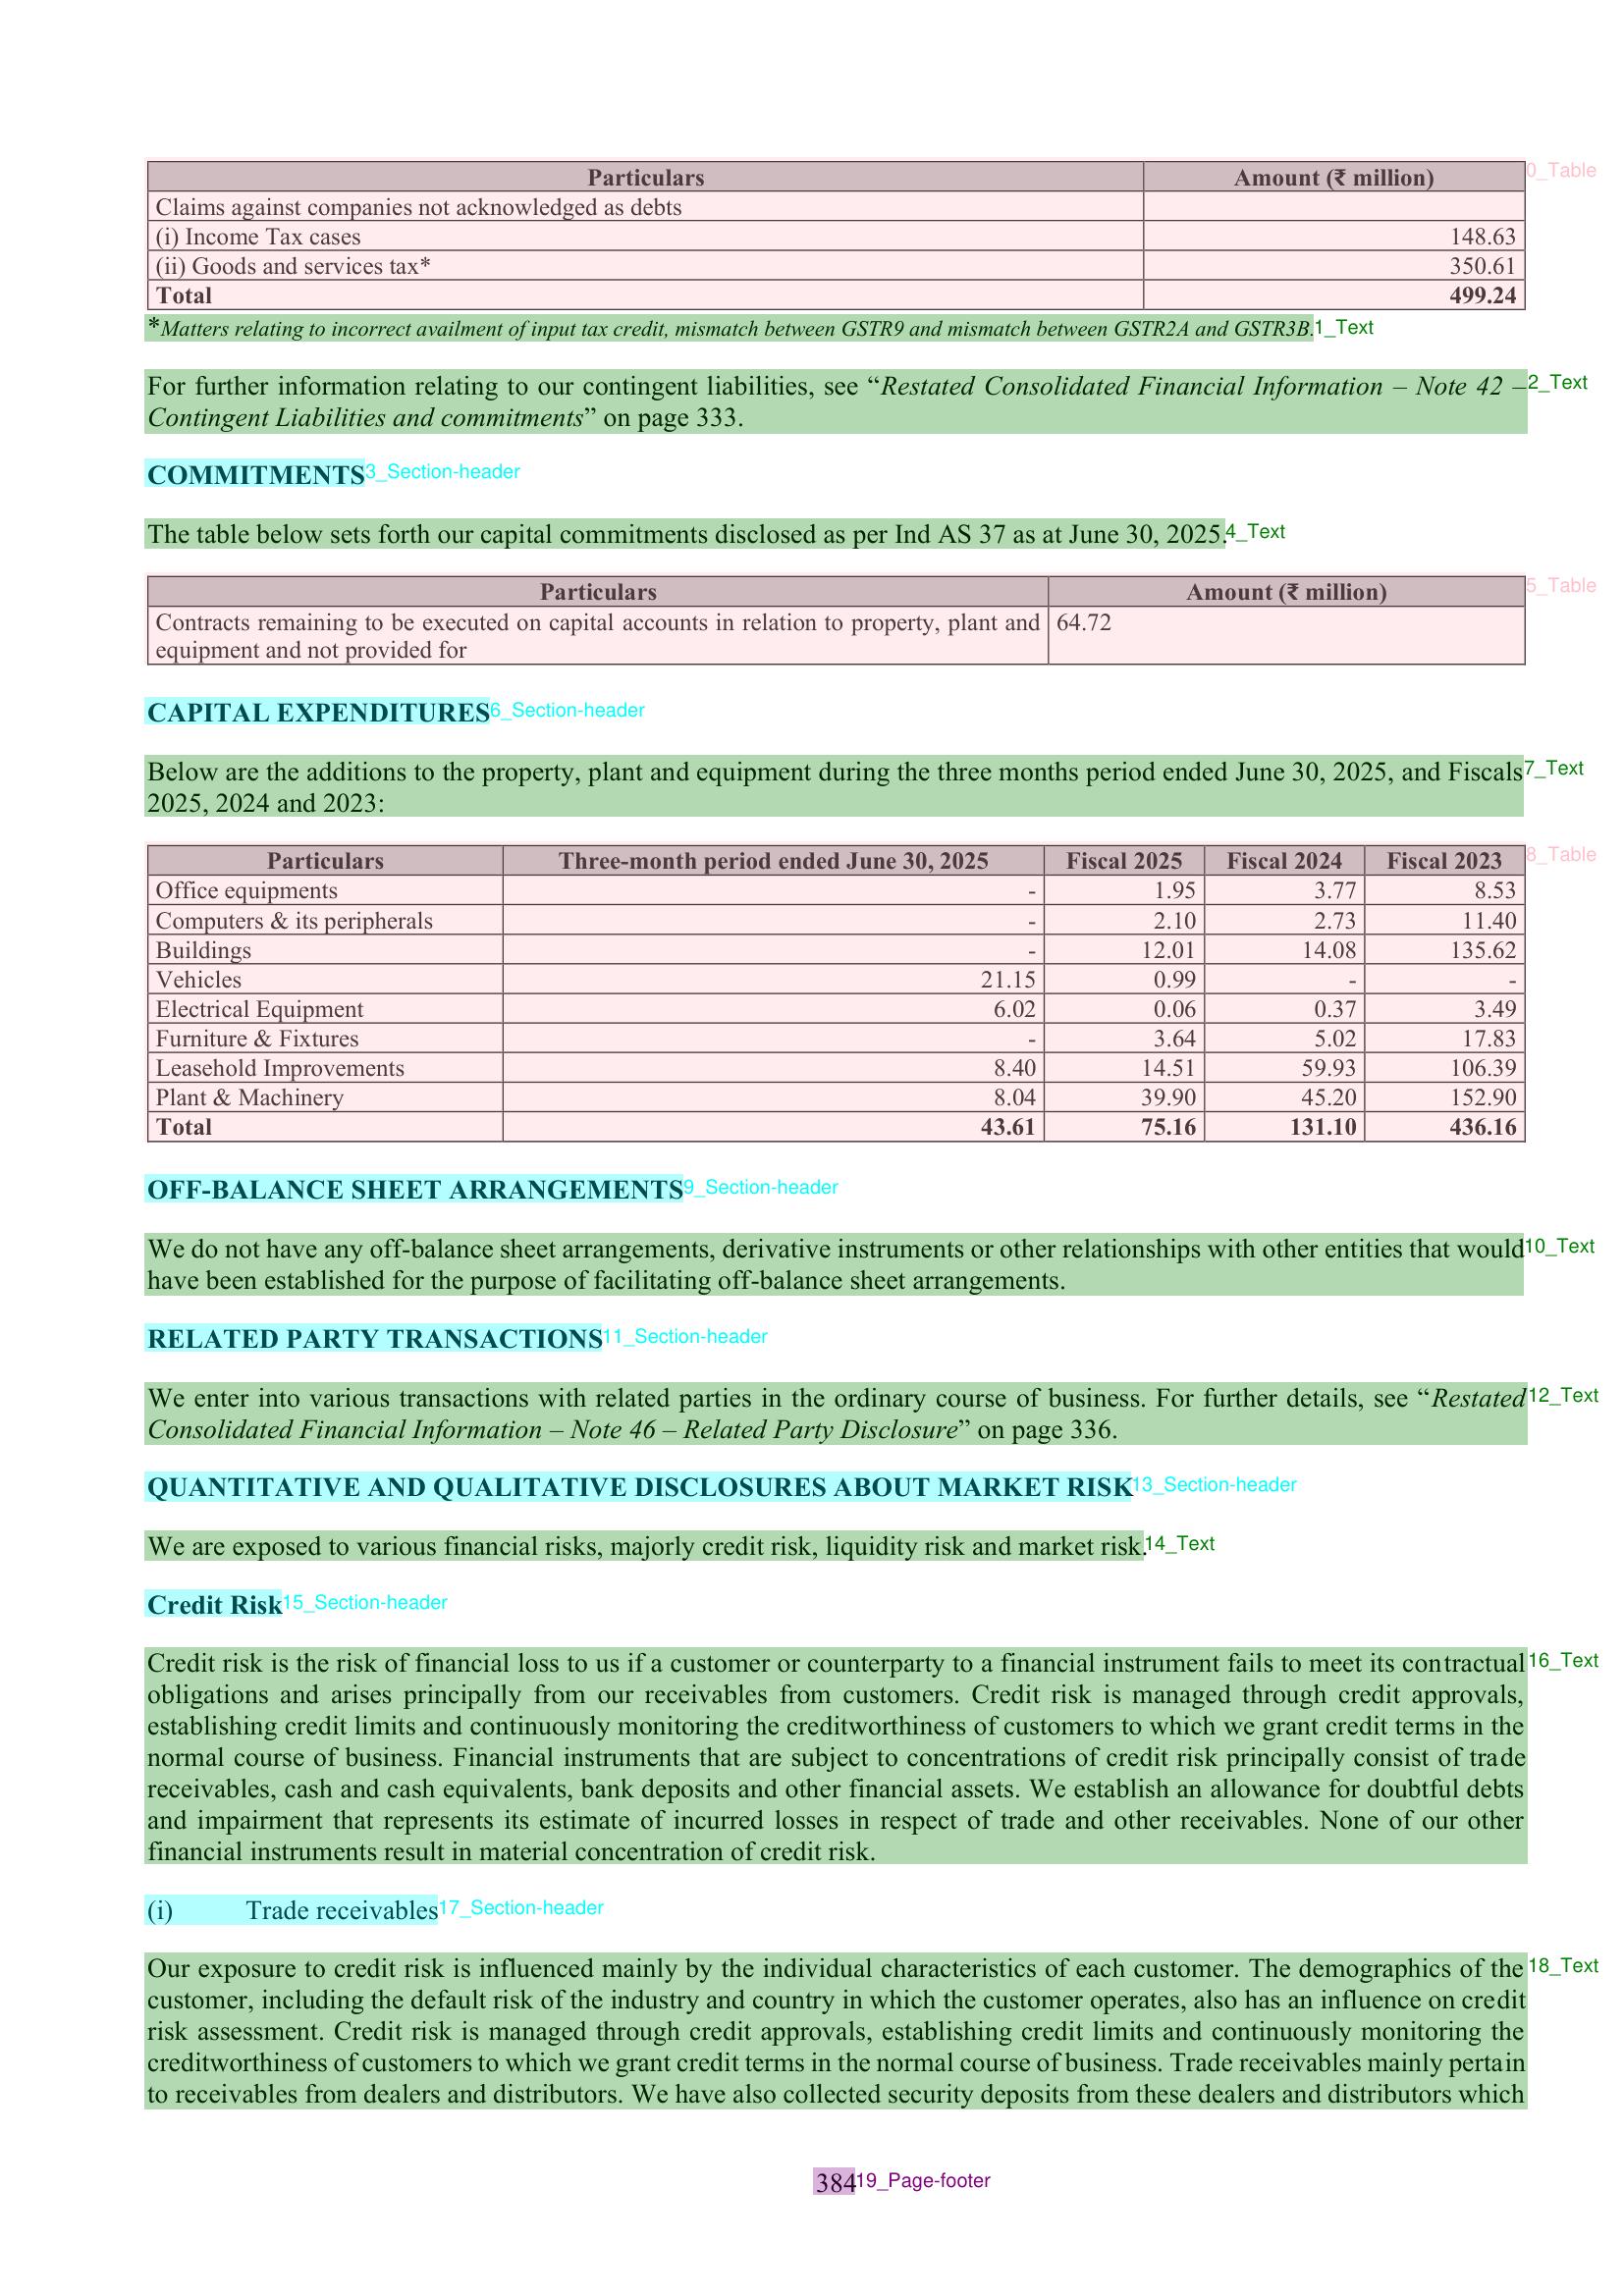 Particulars Amount (₹ million) 0_Table
Claims against companies not acknowledged as debts
(i) Income Tax cases 148.63
(ii) Goods and services tax* 350.61
Total 499.24
*Matters relating to incorrect availment of input tax credit, mismatch between GSTR9 and mismatch between GSTR2A and GSTR3B. 1_Text
For further information relating to our contingent liabilities, see “Restated Consolidated Financial Information – Note 42 – 2_Text
Contingent Liabilities and commitments” on page 333.
COMMITMENTS 3_Section-header
The table below sets forth our capital commitments disclosed as per Ind AS 37 as at June 30, 2025. 4_Text
Particulars Amount (₹ million) 5_Table
Contracts remaining to be executed on capital accounts in relation to property, plant and 64.72
equipment and not provided for
CAPITAL EXPENDITURES 6_Section-header
Below are the additions to the property, plant and equipment during the three months period ended June 30, 2025, and Fiscals 7_Text
2025, 2024 and 2023:
Particulars Three-month period ended June 30, 2025 Fiscal 2025 Fiscal 2024 Fiscal 2023 8_Table
Office equipments - 1.95 3.77 8.53
Computers & its peripherals - 2.10 2.73 11.40
Buildings - 12.01 14.08 135.62
Vehicles 21.15 0.99 - -
Electrical Equipment 6.02 0.06 0.37 3.49
Furniture & Fixtures - 3.64 5.02 17.83
Leasehold Improvements 8.40 14.51 59.93 106.39
Plant & Machinery 8.04 39.90 45.20 152.90
Total 43.61 75.16 131.10 436.16
OFF-BALANCE SHEET ARRANGEMENTS 9_Section-header
We do not have any off-balance sheet arrangements, derivative instruments or other relationships with other entities that would 10_Text
have been established for the purpose of facilitating off-balance sheet arrangements.
RELATED PARTY TRANSACTIONS 11_Section-header
We enter into various transactions with related parties in the ordinary course of business. For further details, see “Restated 12_Text
Consolidated Financial Information – Note 46 – Related Party Disclosure” on page 336.
QUANTITATIVE AND QUALITATIVE DISCLOSURES ABOUT MARKET RISK 13_Section-header
We are exposed to various financial risks, majorly credit risk, liquidity risk and market risk. 14_Text
Credit Risk 15_Section-header
Credit risk is the risk of financial loss to us if a customer or counterparty to a financial instrument fails to meet its contractual 16_Text
obligations and arises principally from our receivables from customers. Credit risk is managed through credit approvals,
establishing credit limits and continuously monitoring the creditworthiness of customers to which we grant credit terms in the
normal course of business. Financial instruments that are subject to concentrations of credit risk principally consist of trade
receivables, cash and cash equivalents, bank deposits and other financial assets. We establish an allowance for doubtful debts
and impairment that represents its estimate of incurred losses in respect of trade and other receivables. None of our other
financial instruments result in material concentration of credit risk.
(i) Trade receivables 17_Section-header
Our exposure to credit risk is influenced mainly by the individual characteristics of each customer. The demographics of the 18_Text
customer, including the default risk of the industry and country in which the customer operates, also has an influence on credit
risk assessment. Credit risk is managed through credit approvals, establishing credit limits and continuously monitoring the
creditworthiness of customers to which we grant credit terms in the normal course of business. Trade receivables mainly pertain
to receivables from dealers and distributors. We have also collected security deposits from these dealers and distributors which
384 19_Page-footer